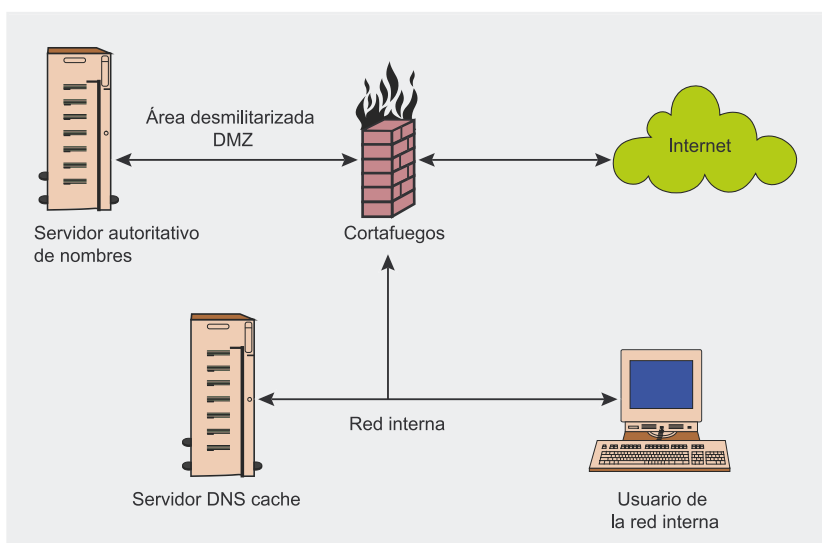 Área desmilitarizada
DMZ
Internet
Servidor autoritativo
de nombres
Cortafuegos
Red interna
Servidor DNS cache
Usuario de
la red interna